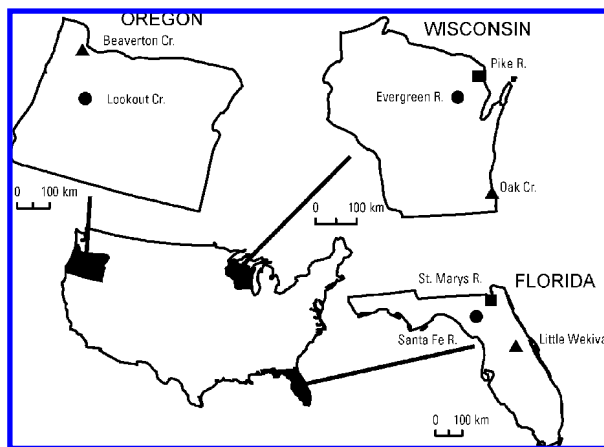 OREGON
Beaverton Cr.
Lookout Cr.
0 100 km
WISCONSIN
Pike R.
Evergreen R.
Oak Cr.
0 100 km
St. Marys R.
FLORIDA
Santa Fe R.
Little Wekiva
0 100 km